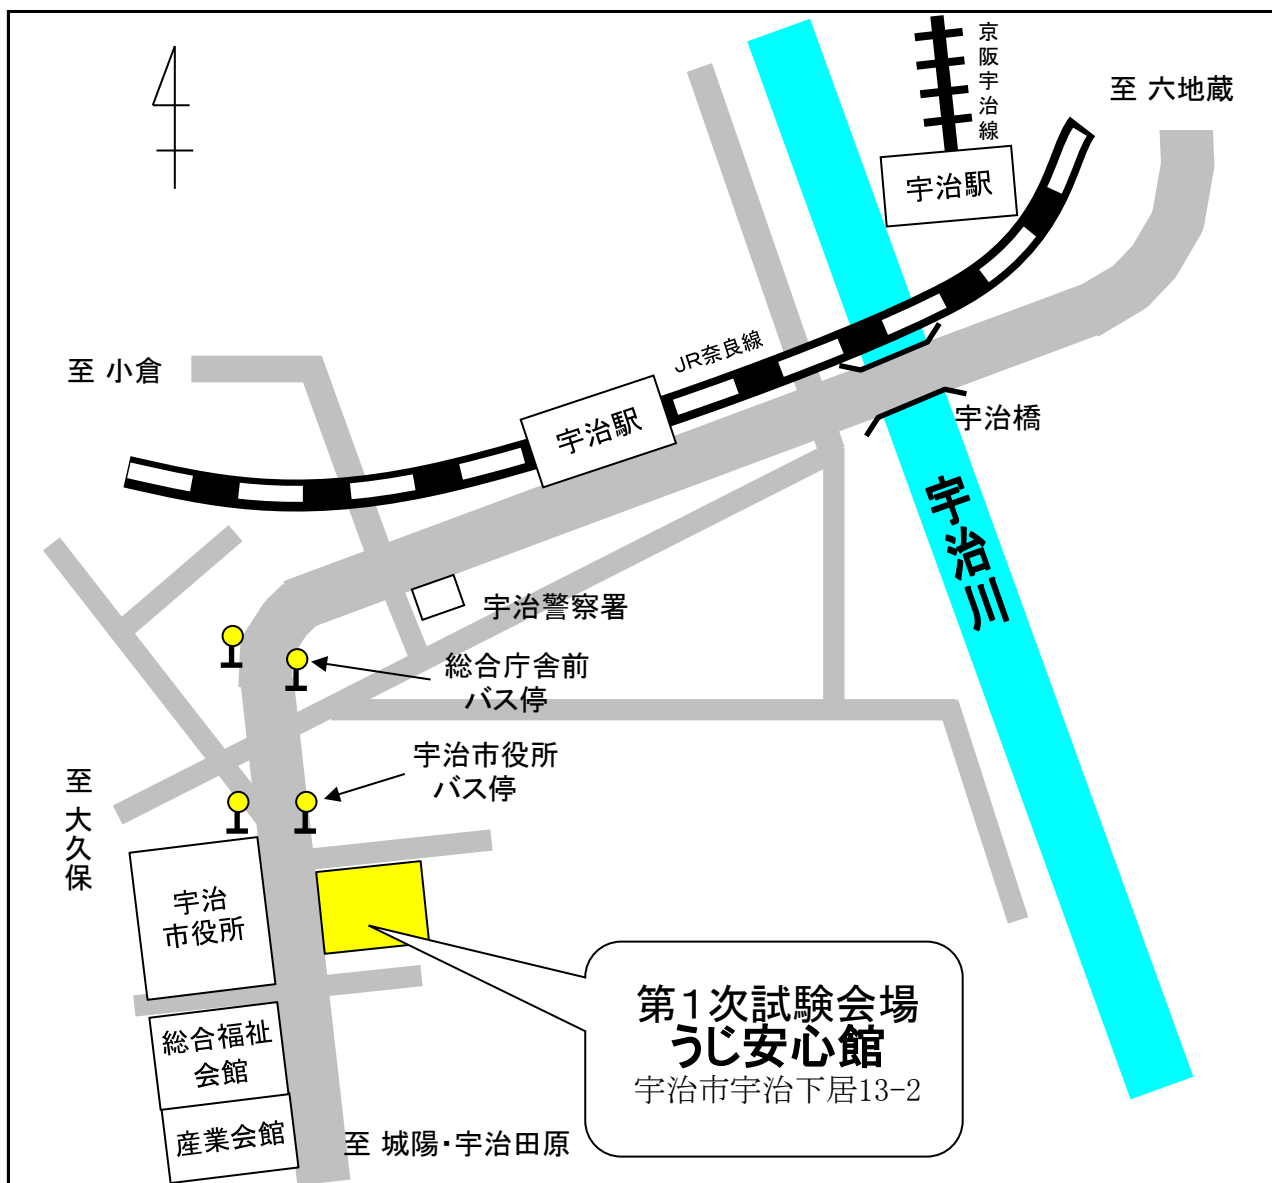 京阪宇治線
至 六地蔵
宇治駅
JR奈良線
至 小倉
宇治駅
宇治橋
宇治川
宇治警察署
総合庁舎前
バス停
宇治市役所
バス停
至 大久保
宇治
市役所
第1次試験会場
うじ安心館
宇治市宇治下居13-2
総合福祉
会館
産業会館
至 城陽・宇治田原